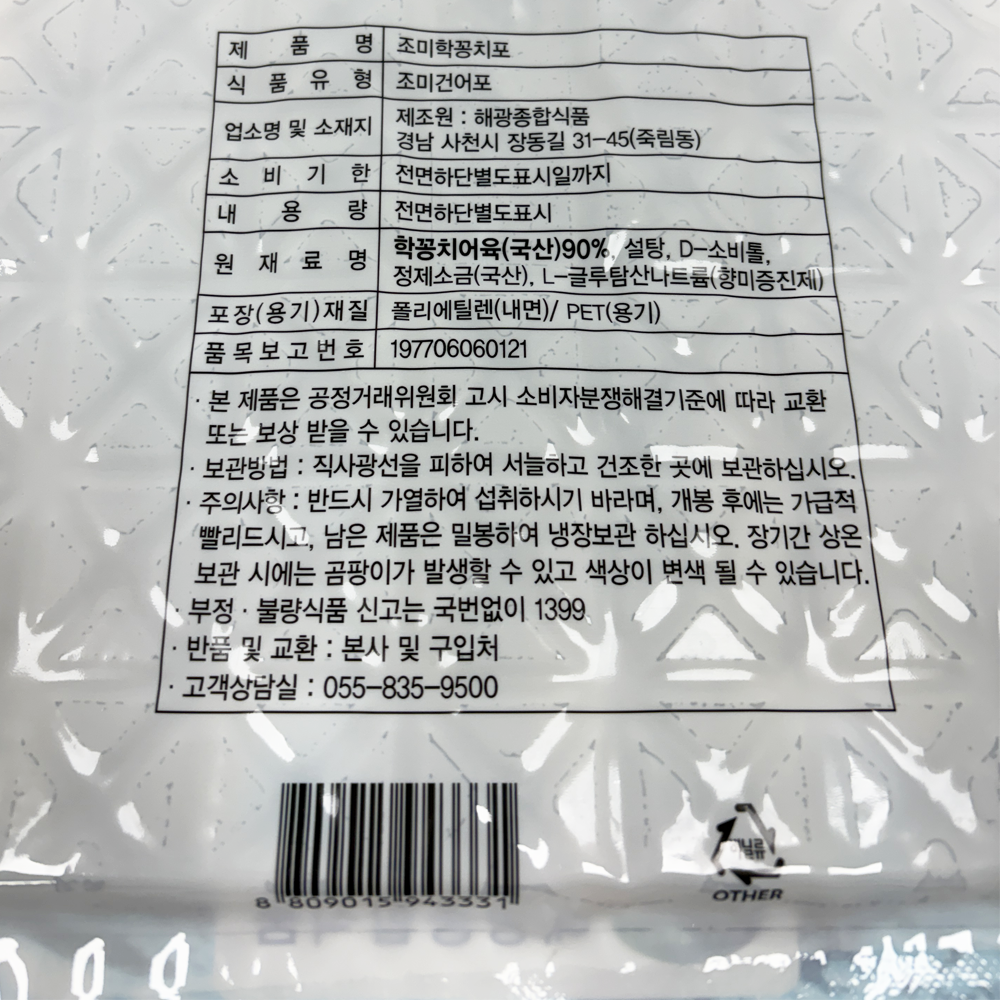 제 품 명 조미학꽁치포
식 품 유 형 조미건어포
업소명 및 소재지 제조원 : 해광종합식품
경남 사천시 장동길 31-45(죽림동)
소 비 기 한 전면하단별도표시일까지
내 용 량 전면하단별도표시
원 재 료 명 학꽁치어육(국산)90%, 설탕, D-소비톨,
정제소금(국산), L-글루탐산나트륨(향미증진제)
포장(용기)재질 폴리에틸렌(내면)/ PET(용기)
품목보고번호 197706060121
· 본 제품은 공정거래위원회 고시 소비자분쟁해결기준에 따라 교환
또는 보상 받을 수 있습니다.
· 보관방법 : 직사광선을 피하여 서늘하고 건조한 곳에 보관하십시오.
· 주의사항 : 반드시 가열하여 섭취하시기 바라며, 개봉 후에는 가급적
빨리드시고, 남은 제품은 밀봉하여 냉장보관 하십시오. 장기간 상온
보관 시에는 곰팡이가 발생할 수 있고 색상이 변색 될 수 있습니다.
· 부정 · 불량식품 신고는 국번없이 1399
· 반품 및 교환 : 본사 및 구입처
· 고객상담실 : 055-835-9500
8 809015 943331
OTHER